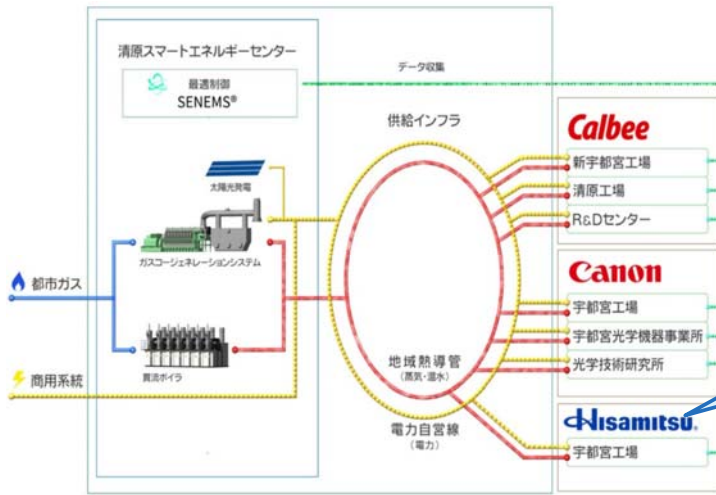 清原スマートエネルギーセンター
最適制御
SENEMS®
データ収集
供給インフラ
太陽光発電
ガスコージェネレーションシステム
都市ガス
貫流ボイラ
商用系統
地域熱導管
（蒸気・温水）
電力自営線
（電力）
Calbee
新宇都宮工場
清原工場
R&Dセンター
Canon
宇都宮工場
宇都宮光学機器事業所
光学技術研究所
Hisamitsu®
宇都宮工場